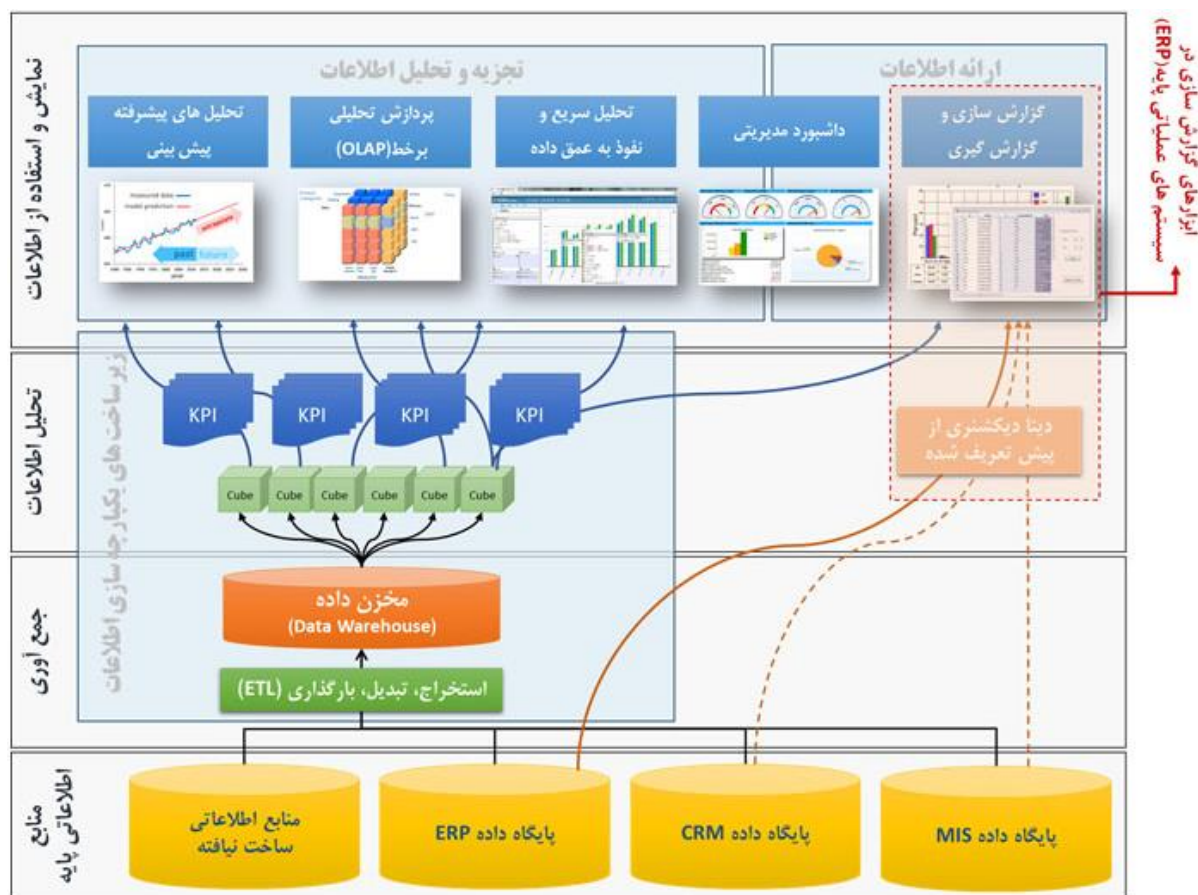 ابزارهای گزارش سازی در
سیستم های عملیاتی پایه(ERP)
نمایش و استفاده از اطلاعات
ارائه اطلاعات
تجزیه و تحلیل اطلاعات
گزارش سازی و
گزارش گیری
داشبورد مدیریتی
تحلیل سریع و
نفوذ به عمق داده
پردازش تحلیلی
برخط(OLAP)
تحلیل های پیشرفته
پیش بینی
measured data
model prediction
past
future
تحلیل اطلاعات
زیرساخت های یکپارچه سازی اطلاعات
KPI
KPI
KPI
KPI
دیتا دیکشنری از
پیش تعریف شده
Cube
Cube
Cube
Cube
Cube
Cube
جمع آوری
مخزن داده
(Data Warehouse)
استخراج، تبدیل، بارگذاری (ETL)
منابع
اطلاعاتی پایه
پایگاه داده MIS
پایگاه داده CRM
پایگاه داده ERP
منابع اطلاعاتی
ساخت نیافته